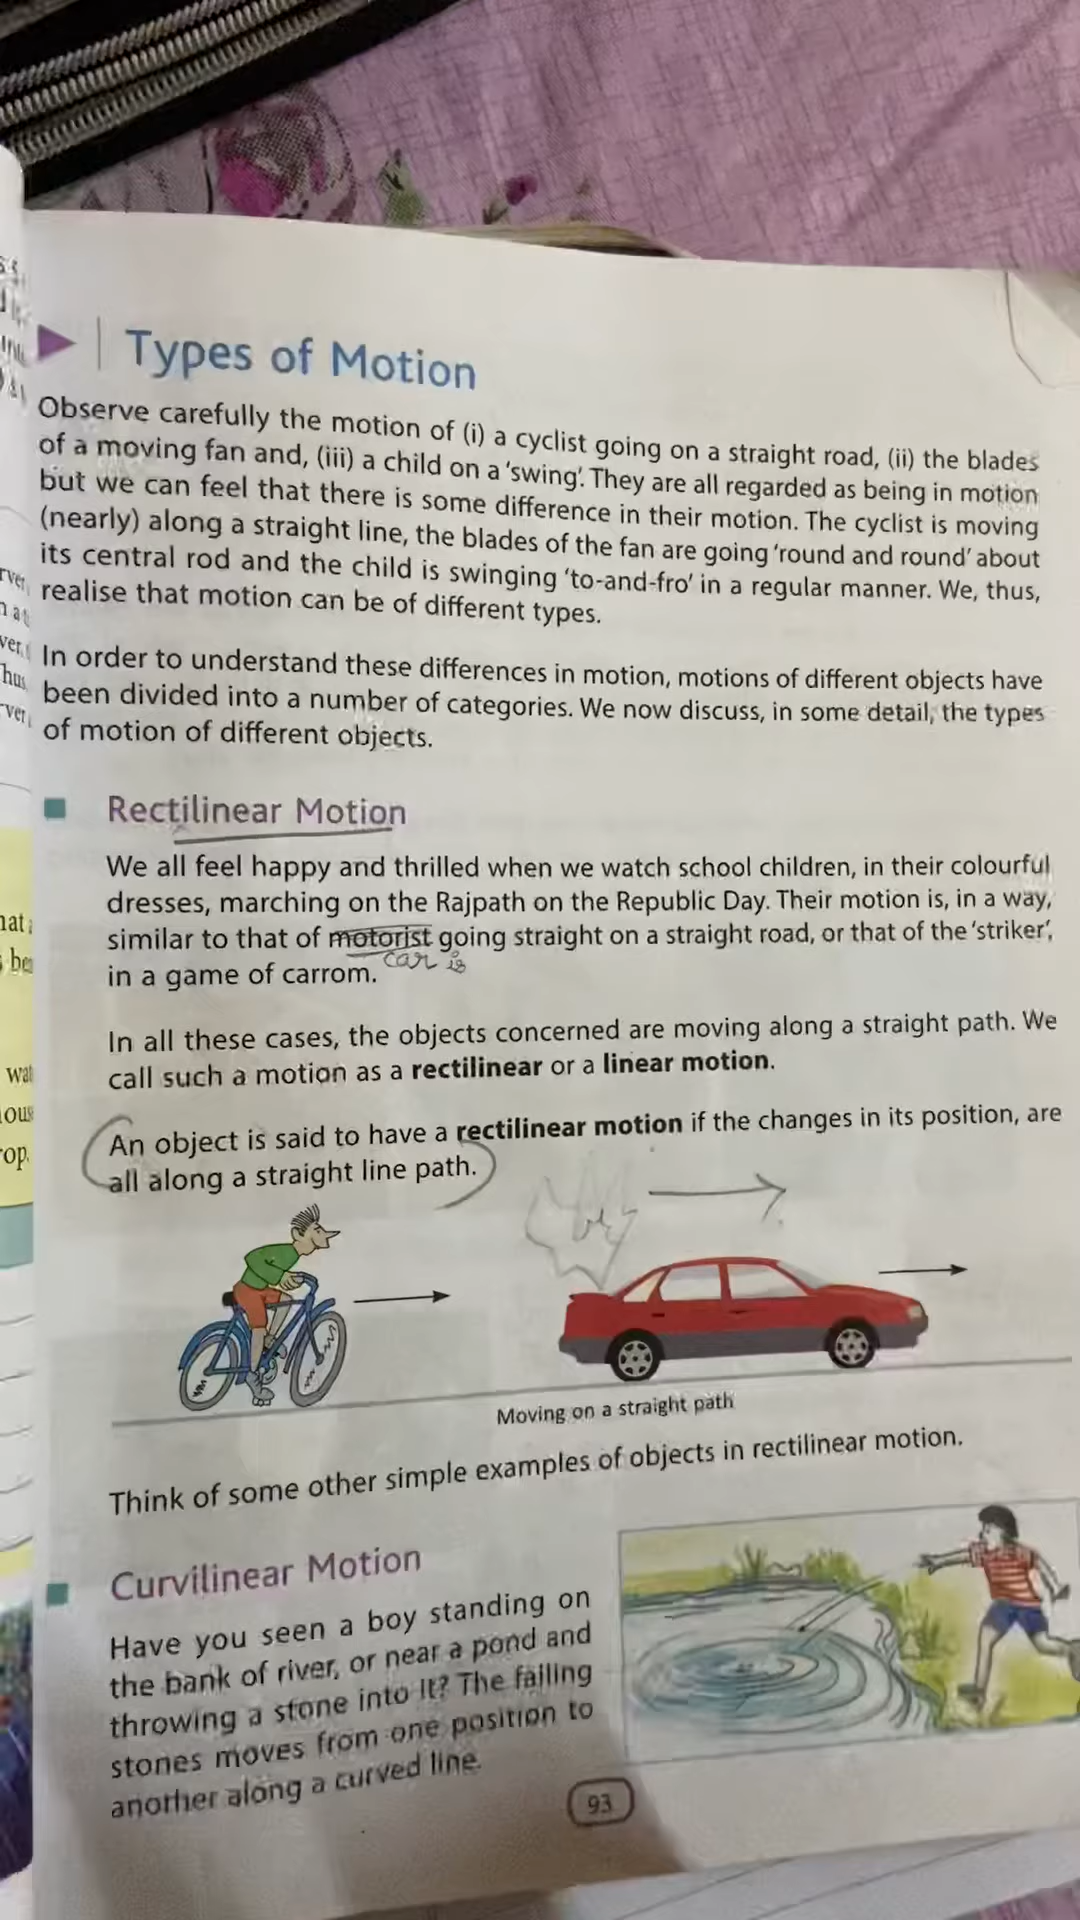 Types of Motion
Observe carefully the motion of (i) a cyclist going on a straight road, (ii) the blades
of a moving fan and, (iii) a child on a 'swing'. They are all regarded as being in motion
but we can feel that there is some difference in their motion. The cyclist is moving
(nearly) along a straight line, the blades of the fan are going 'round and round' about
its central rod and the child is swinging 'to-and-fro' in a regular manner. We, thus,
realise that motion can be of different types.
In order to understand these differences in motion, motions of different objects have
been divided into a number of categories. We now discuss, in some detail, the types
of motion of different objects.
Rectilinear Motion
We all feel happy and thrilled when we watch school children, in their colourful
dresses, marching on the Rajpath on the Republic Day. Their motion is, in a way,
similar to that of motorist going straight on a straight road, or that of the 'striker',
car is
in a game of carrom.
In all these cases, the objects concerned are moving along a straight path. We
call such a motion as a rectilinear or a linear motion.
An object is said to have a rectilinear motion if the changes in its position, are
all along a straight line path.
Moving on a straight path
Think of some other simple examples of objects in rectilinear motion.
Curvilinear Motion
Have you seen a boy standing on
the bank of river, or near a pond and
throwing a stone into it? The falling
stones moves from one position to
another along a curved line.
93